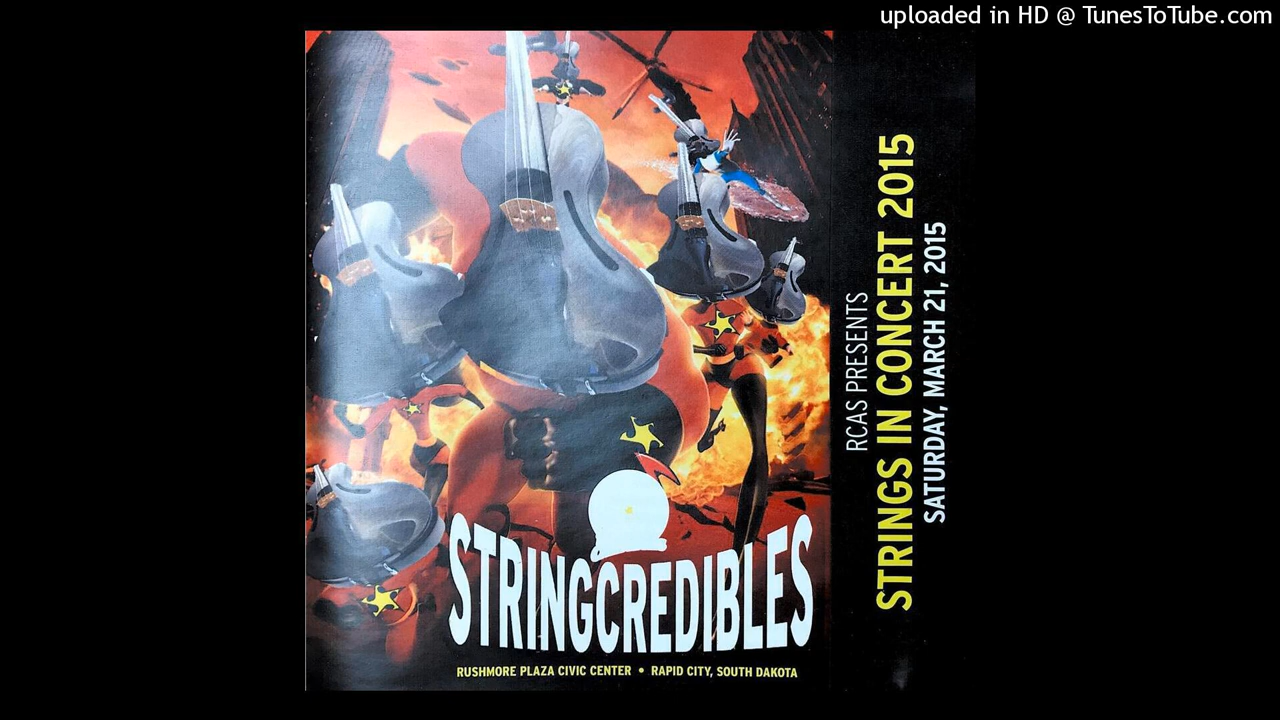 uploaded in HD @ TunesToTube.com
STRINGCREDIBLES
RUSHMORE PLAZA CIVIC CENTER • RAPID CITY, SOUTH DAKOTA
RCAS PRESENTS
STRINGS IN CONCERT 2015
SATURDAY, MARCH 21, 2015